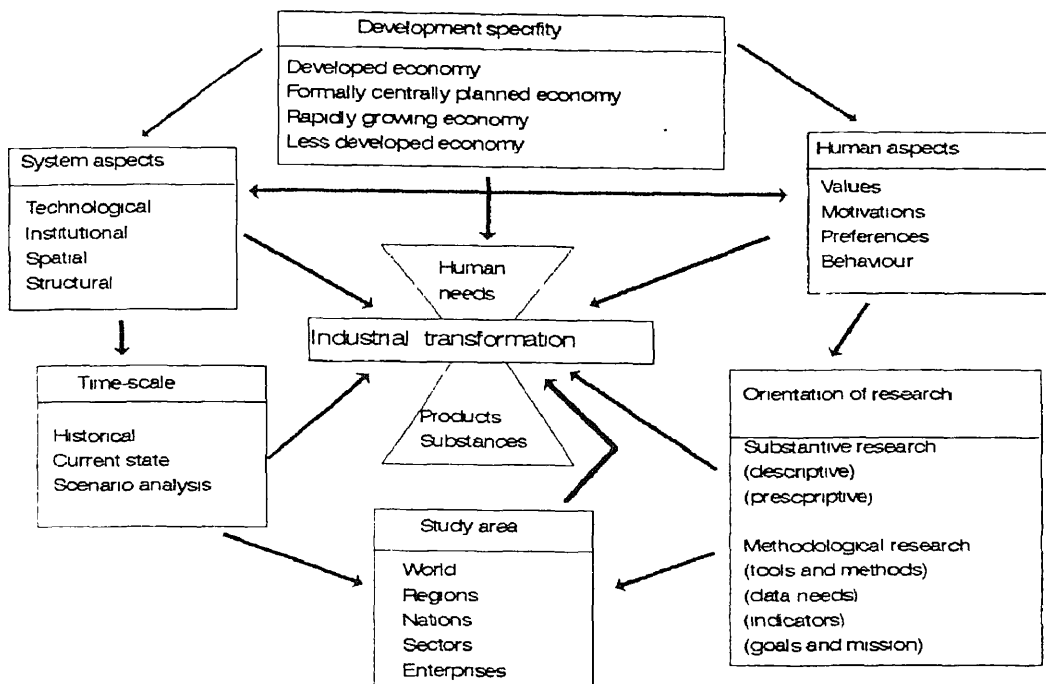 Development specifity
Developed economy
Formally centrally planned economy
Rapidly growing economy
Less developed economy
System aspects
Technological
Institutional
Spatial
Structural
Human aspects
Values
Motivations
Preferences
Behaviour
Human
needs
Industrial transformation
Products
Substances
Time-scale
Historical
Current state
Scenario analysis
Study area
World
Regions
Nations
Sectors
Enterprises
Orientation of research
Substantive research
(descriptive)
(prescpriptive)
Methodological research
(tools and methods)
(data needs)
(indicators)
(goals and mission)